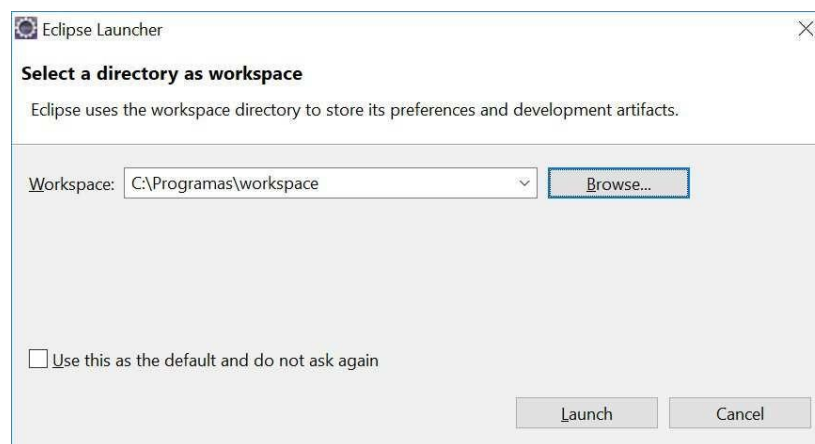 Eclipse Launcher
Select a directory as workspace
Eclipse uses the workspace directory to store its preferences and development artifacts.
Workspace: C:\Programas\workspace Browse...
Use this as the default and do not ask again
Launch Cancel